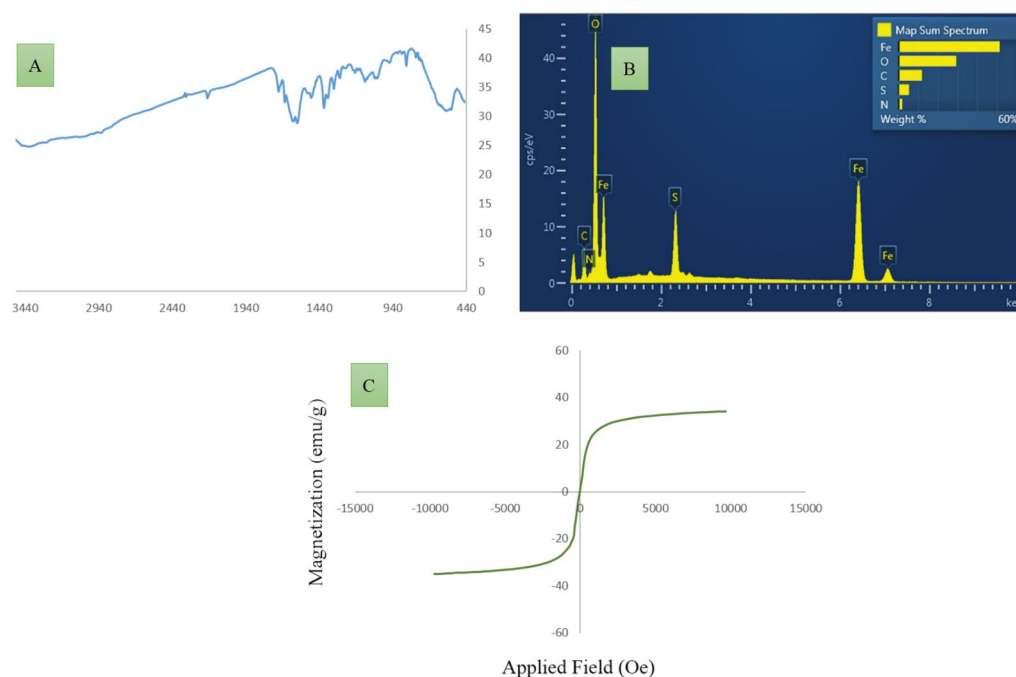 A
45
40
35
30
25
20
15
10
5
0
3440 2940 2440 1940 1440 940 440
B
cps/eV
40
30
20
10
0
O
Fe
C
N
S
Fe
Fe
0 2 4 6 8 ke
Map Sum Spectrum
Fe
O
C
S
N
Weight % 60%
C
Magnetization (emu/g)
60
40
20
0
-20
-40
-60
-15000 -10000 -5000 0 5000 10000 15000
Applied Field (Oe)